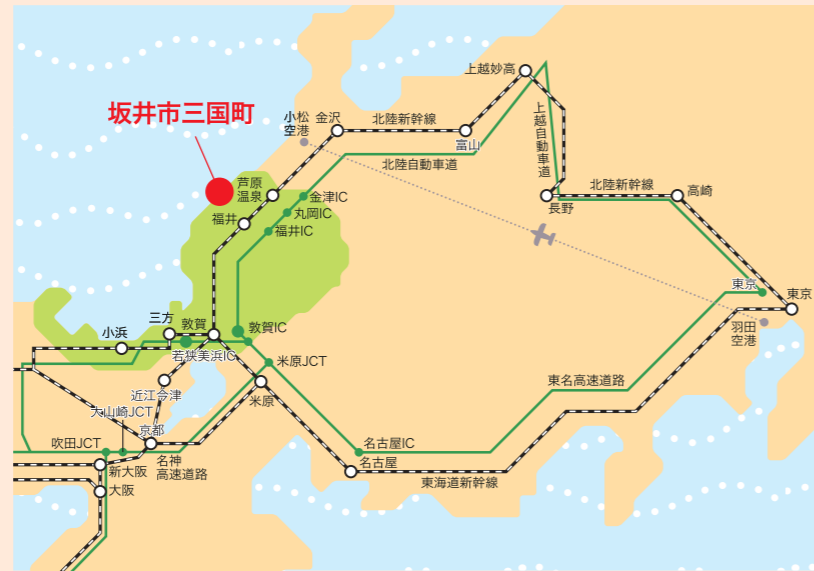 上越妙高
坂井市三国町
小松
空港
金沢
北陸新幹線
富山
上越自動車道
北陸自動車道
芦原
温泉
金津IC
丸岡IC
福井
福井IC
長野
北陸新幹線
高崎
東京
東京
羽田
空港
三方
敦賀
敦賀IC
小浜
若狭美浜IC
米原JCT
近江今津
米原
大山崎JCT
京都
東名高速道路
吹田JCT
名神
高速道路
名古屋IC
名古屋
新大阪
東海道新幹線
大阪